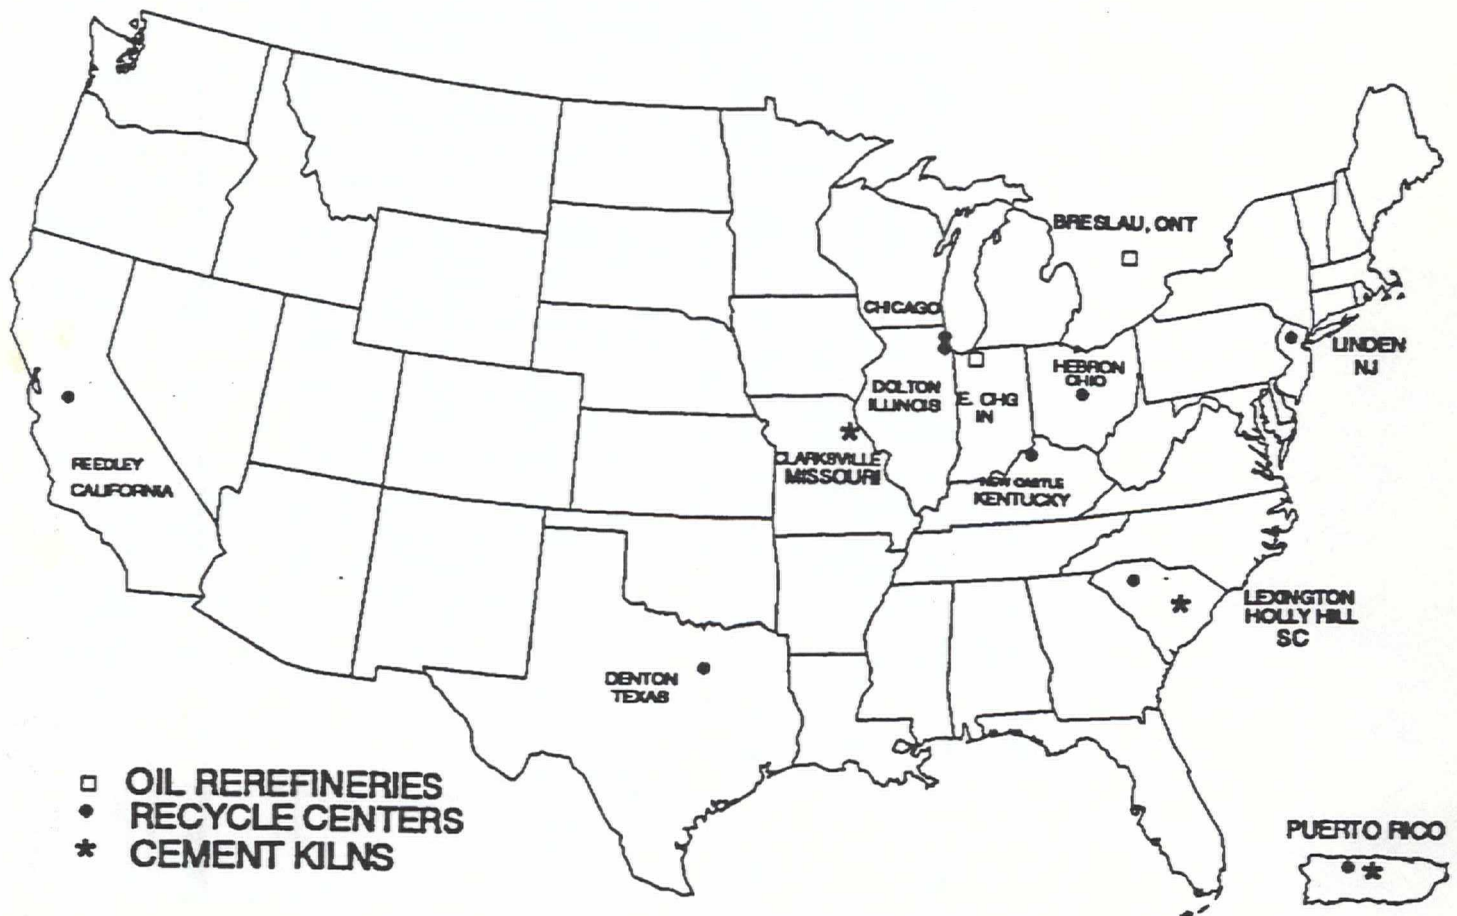 BRESLAU, ONT
CHICAGO
LINDEN
NJ
HEBRON
OHIO
DOLTON
ILLINOIS
E. CHG
IN
REEDLEY
CALIFORNIA
CLARKSVILLE
MISSOURI
NEW CASTLE
KENTUCKY
LEXINGTON
HOLLY HILL
SC
DENTON
TEXAS
OIL REREFINERIES
RECYCLE CENTERS
CEMENT KILNS
PUERTO RICO